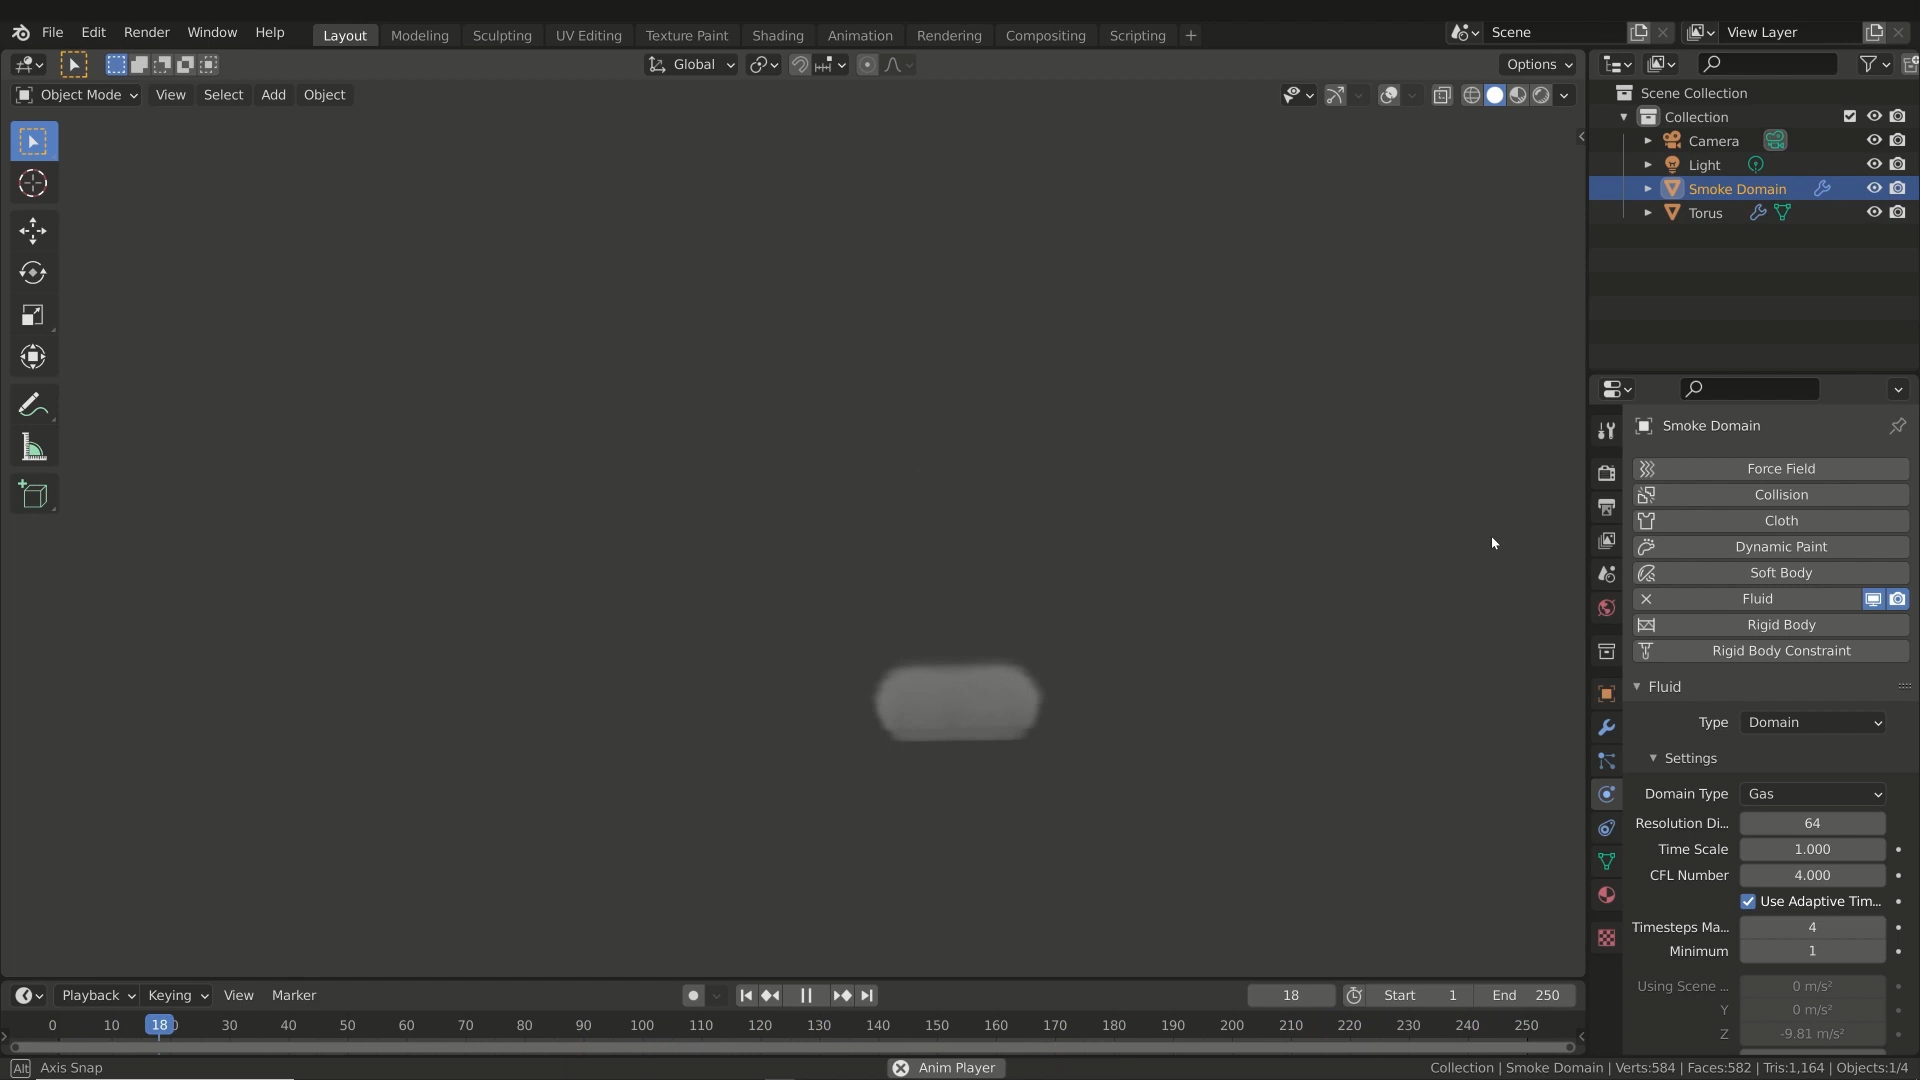 File Edit Render Window Help Layout Modeling Sculpting UV Editing Texture Paint Shading Animation Rendering Compositing Scripting + Scene View Layer
Global Options
Object Mode View Select Add Object
Scene Collection
Collection
Camera
Light
Smoke Domain
Torus
Smoke Domain
Force Field
Collision
Cloth
Dynamic Paint
Soft Body
Fluid
Rigid Body
Rigid Body Constraint
Fluid
Type Domain
Settings
Domain Type Gas
Resolution Di... 64
Time Scale 1.000
CFL Number 4.000
Use Adaptive Tim...
Timesteps Ma... 4
Minimum 1
Using Scene ... 0 m/s²
Y 0 m/s²
Z -9.81 m/s²
Playback Keying View Marker 18 Start 1 End 250
0 10 18 30 40 50 60 70 80 90 100 110 120 130 140 150 160 170 180 190 200 210 220 230 240 250
Alt Axis Snap Anim Player Collection | Smoke Domain | Verts:584 | Faces:582 | Tris:1,164 | Objects:1/4